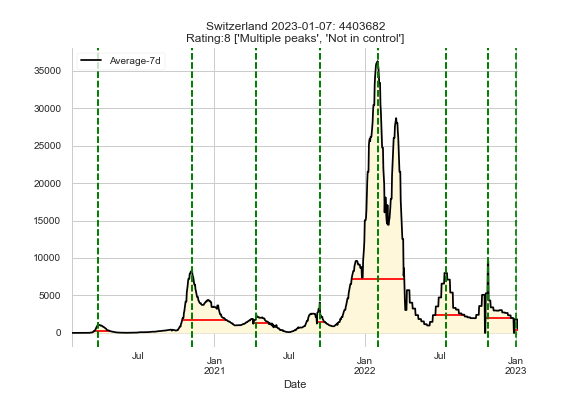 Switzerland 2023-01-07: 4403682
Rating:8 ['Multiple peaks', 'Not in control']
Average-7d
35000
30000
25000
20000
15000
10000
5000
0
Jul
Jan
2021
Jul
Jan
2022
Jul
Jan
2023
Date